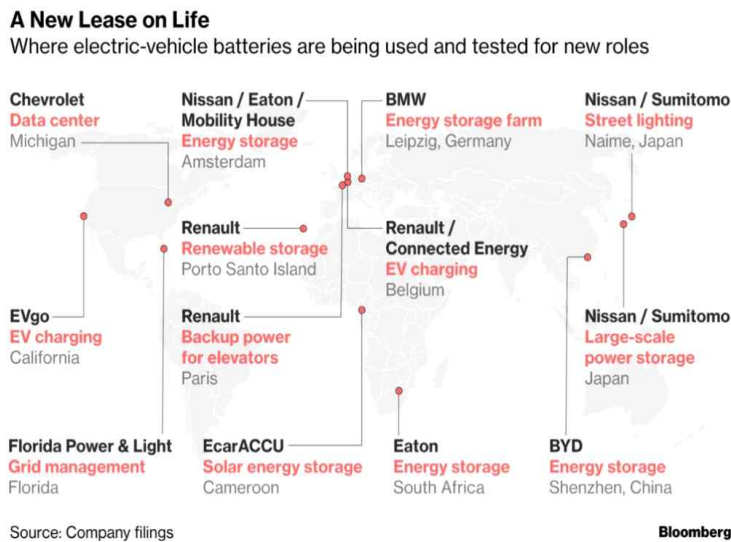 A New Lease on Life
Where electric-vehicle batteries are being used and tested for new roles
Chevrolet
Data center
Michigan
Nissan / Eaton /
Mobility House
Energy storage
Amsterdam
BMW
Energy storage farm
Leipzig, Germany
Nissan / Sumitomo
Street lighting
Naime, Japan
Renault
Renewable storage
Porto Santo Island
Renault /
Connected Energy
EV charging
Belgium
EVgo
EV charging
California
Renault
Backup power
for elevators
Paris
Nissan / Sumitomo
Large-scale
power storage
Japan
Florida Power & Light
Grid management
Florida
EcarACCU
Solar energy storage
Cameroon
Eaton
Energy storage
South Africa
BYD
Energy storage
Shenzhen, China
Source: Company filings
Bloomberg